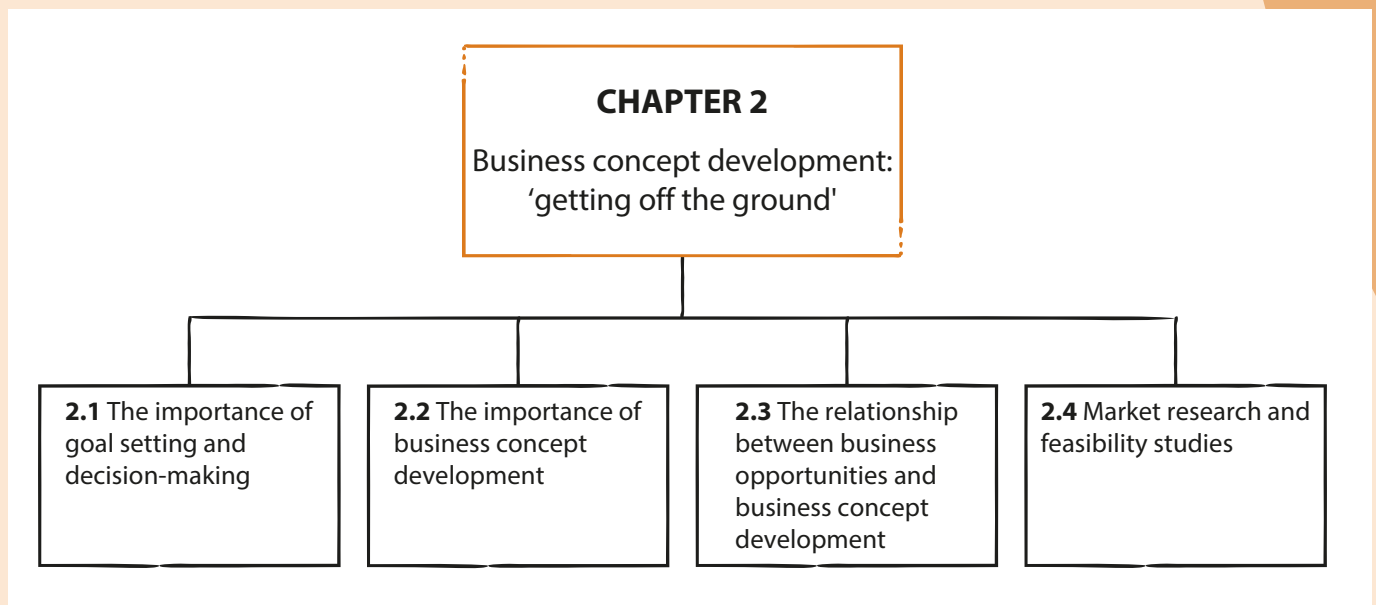 CHAPTER 2
Business concept development:
‘getting off the ground'
2.1 The importance of
goal setting and
decision-making
2.2 The importance of
business concept
development
2.3 The relationship
between business
opportunities and
business concept
development
2.4 Market research and
feasibility studies